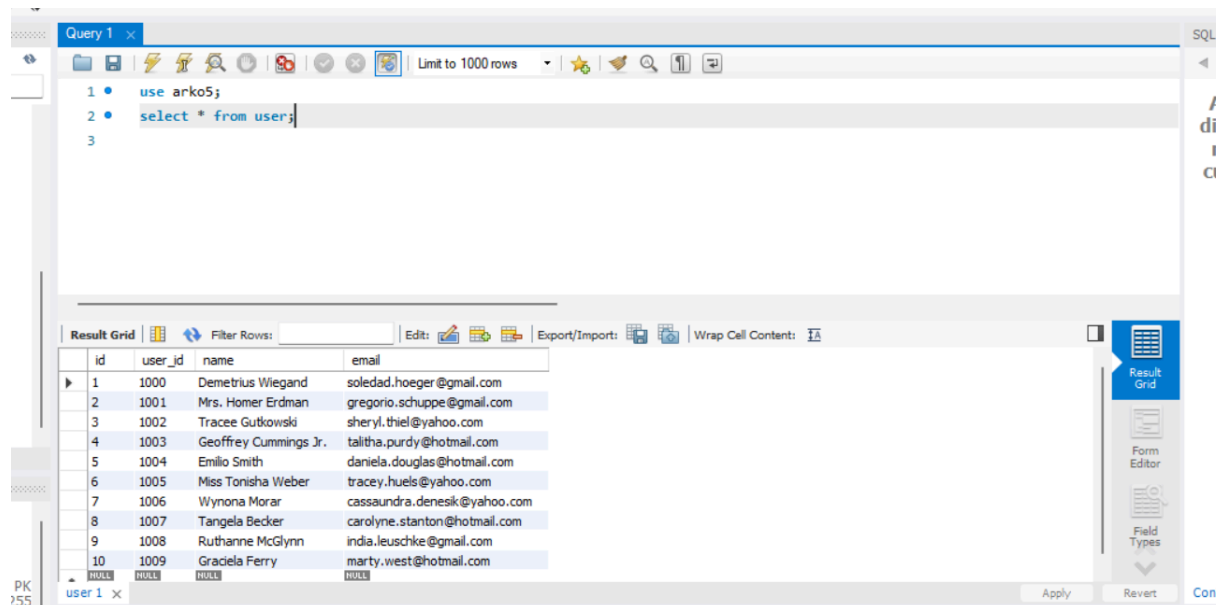 Query 1
SQL
Limit to 1000 rows
1 use arko5;
2 select * from user;
3
Result Grid Filter Rows: Edit: Export/Import: Wrap Cell Content:
id user_id name email
1 1000 Demetrius Wiegand soledad.hoeger@gmail.com
2 1001 Mrs. Homer Erdman gregorio.schuppe@gmail.com
3 1002 Tracee Gutkowski sheryl.thiel@yahoo.com
4 1003 Geoffrey Cummings Jr. talitha.purdy@hotmail.com
5 1004 Emilio Smith daniela.douglas@hotmail.com
6 1005 Miss Tonisha Weber tracey.huels@yahoo.com
7 1006 Wynona Morar cassaundra.denesik@yahoo.com
8 1007 Tangela Becker carolyne.stanton@hotmail.com
9 1008 Ruthanne McGlynn india.leuschke@gmail.com
10 1009 Graciela Ferry marty.west@hotmail.com
NULL NULL NULL NULL
Result
Grid
Form
Editor
Field
Types
PK
255
user 1
Apply Revert
Con